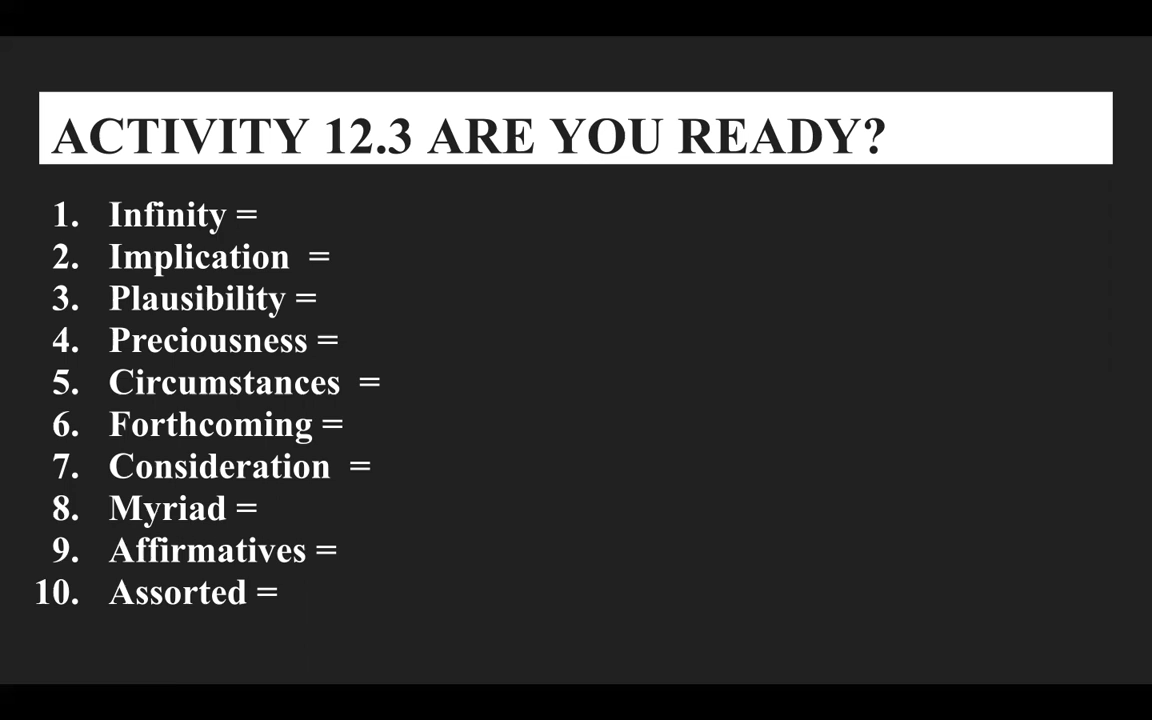 ACTIVITY 12.3 ARE YOU READY?
1. Infinity =
2. Implication =
3. Plausibility =
4. Preciousness =
5. Circumstances =
6. Forthcoming =
7. Consideration =
8. Myriad =
9. Affirmatives =
10. Assorted =